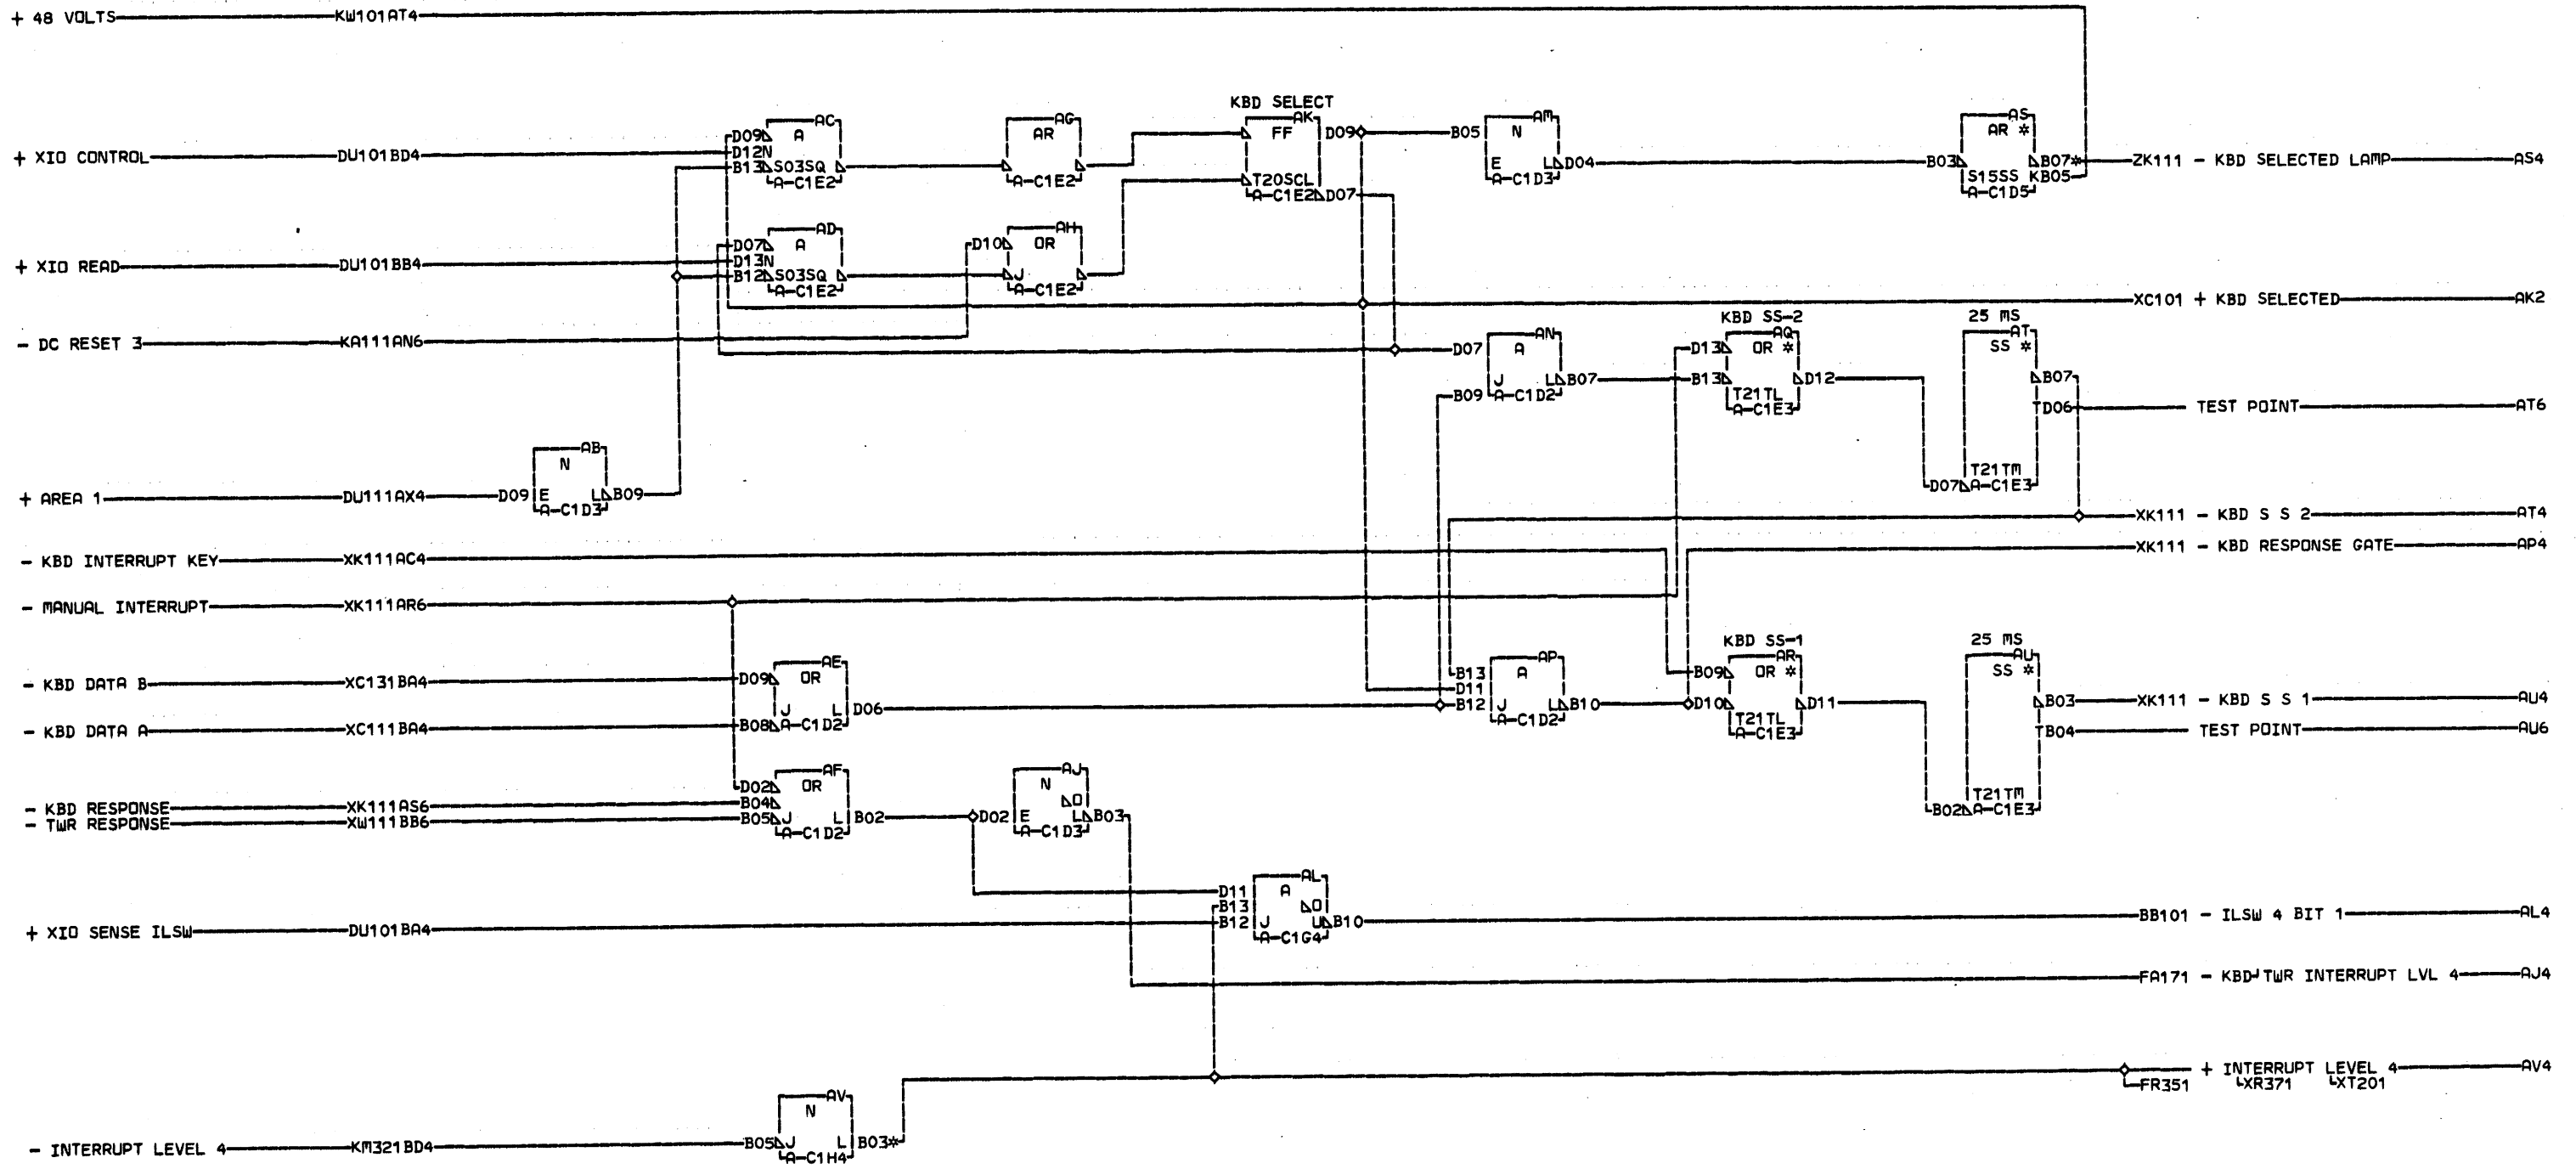 + 48 VOLTS KW101AT4
KBD SELECT
AC A D09 D12N B13 S03SQ A-C1E2
AG AR A-C1E2
AK FF D09 T20SCL A-C1E2 D07
B05 AM N E L D04 A-C1D3
AS AR * B03 B07* S15SS KB05 A-C1D5
+ XIO CONTROL DU101BD4
ZK111 - KBD SELECTED LAMP AS4
AD A D07 D13N B12 S03SQ A-C1E2
D10 AH OR J A-C1E2
+ XIO READ DU101BB4
XC101 + KBD SELECTED AK2
- DC RESET 3 KA111AN6
D07 AN A J L B07 B09 A-C1D2
KBD SS-2
AQ OR * D13 B13 D12 T21TL A-C1E3
25 MS
AT SS * B07 TD06 T21TM D07 A-C1E3
TEST POINT AT6
AB N D09 E L B09 A-C1D3
+ AREA 1 DU111AX4
XK111 - KBD S S 2 AT4
XK111 - KBD RESPONSE GATE AP4
- KBD INTERRUPT KEY XK111AC4
- MANUAL INTERRUPT XK111AR6
AE OR D09 J L D06 B08 A-C1D2
- KBD DATA B XC131BA4
- KBD DATA A XC111BA4
B13 D11 B12 AP A J L B10 A-C1D2
KBD SS-1
AR OR * B09 D10 D11 T21TL A-C1E3
25 MS
AU SS * B03 TB04 T21TM B02 A-C1E3
XK111 - KBD S S 1 AU4
TEST POINT AU6
AF OR D02 B04 B05 J L B02 A-C1D2
AJ N O D02 E L B03 A-C1D3
- KBD RESPONSE XK111AS6
- TWR RESPONSE XW111BB6
AL A O D11 B13 B12 J U B10 A-C1G4
+ XIO SENSE ILSW DU101BA4
BB101 - ILSW 4 BIT 1 AL4
FA171 - KBD TWR INTERRUPT LVL 4 AJ4
+ INTERRUPT LEVEL 4 AV4
FR351 XR371 XT201
AV N B05 J L B03* A-C1H4
- INTERRUPT LEVEL 4 KM321BD4